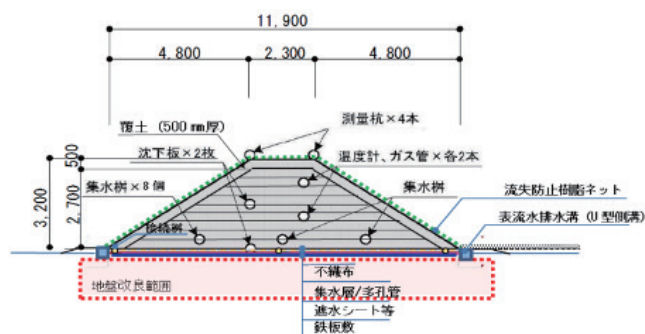 11.900
4.800
2.300
4.800
覆土 (500 ㎜厚)
測量杭×4本
沈下板×2枚
温度計、ガス管×各2本
集水桝×8個
集水桝
流失防止樹脂ネット
表流水排水溝 (U 型側溝)
3,200
500
2.700
地盤改良範囲
不織布
集水層/多孔管
遮水シート等
鉄板敷